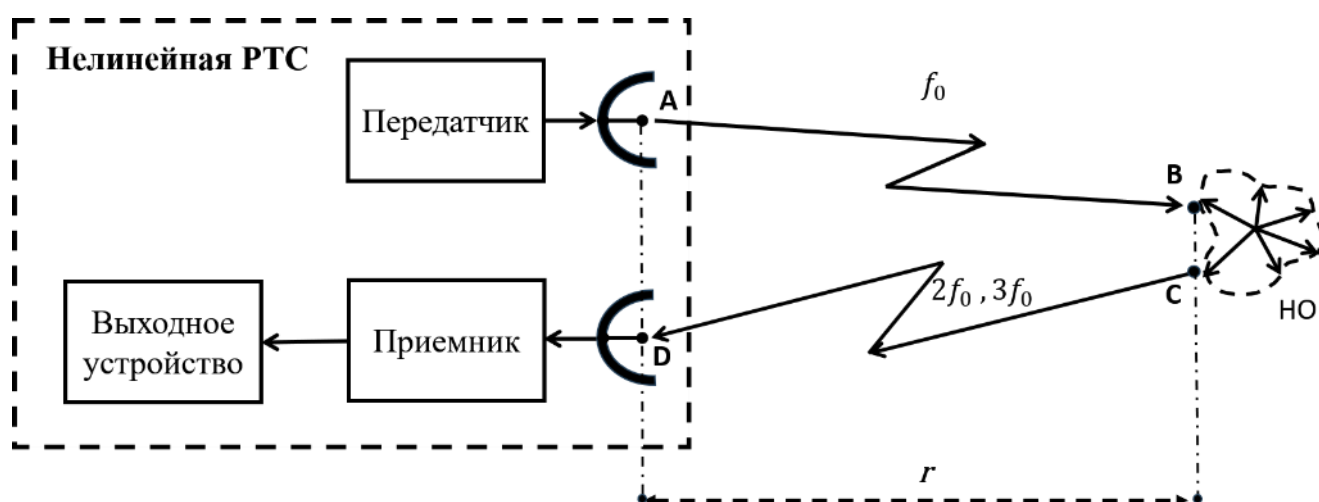 Нелинейная РТС
Передатчик
A
f₀
B
2f₀ , 3f₀
C
НО
Выходное
устройство
Приемник
D
r